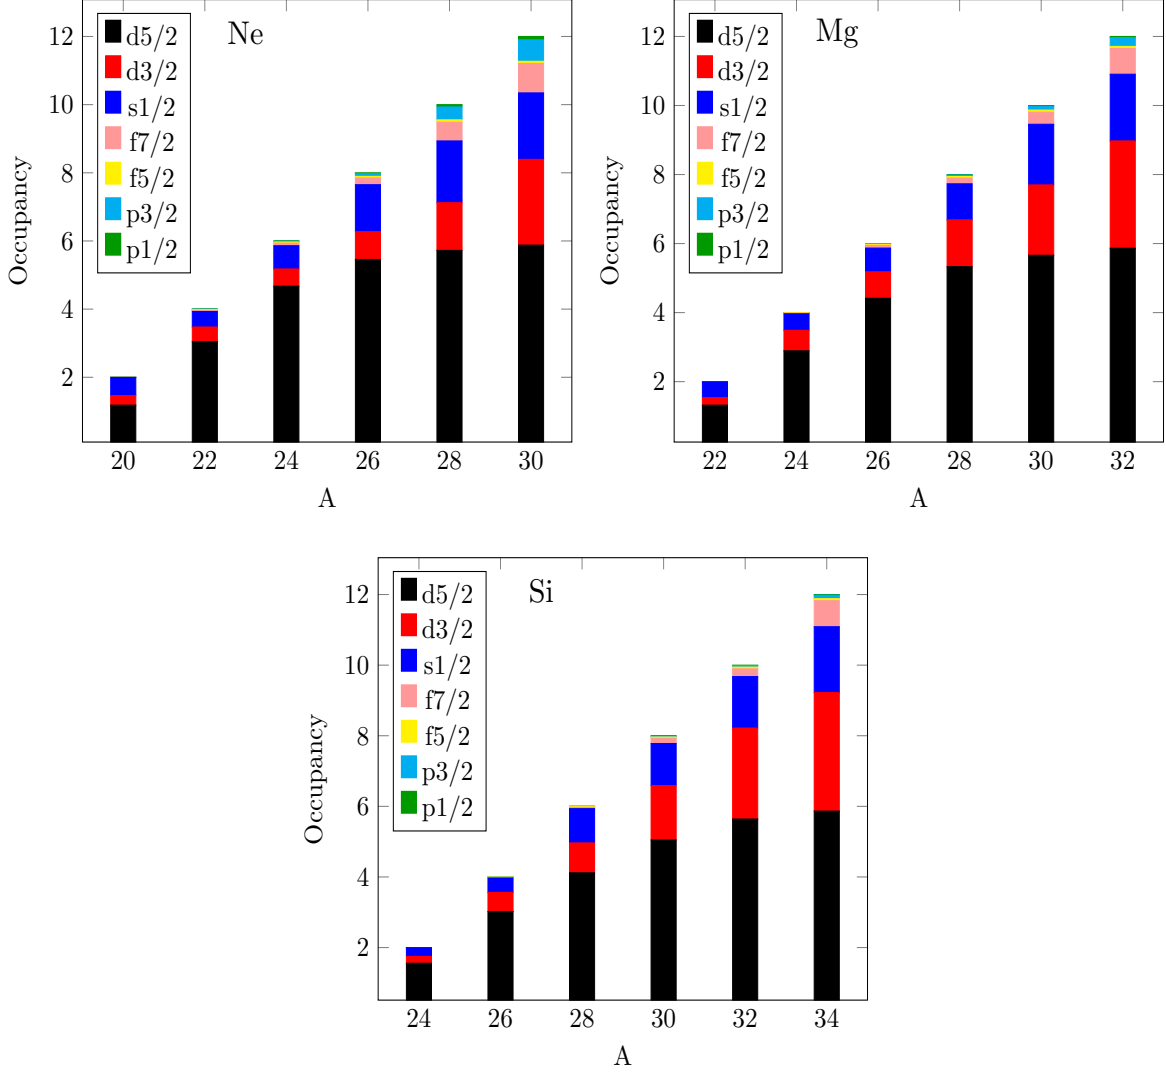 Ne
d5/2
d3/2
s1/2
f7/2
f5/2
p3/2
p1/2
12
10
8
6
4
2
Occupancy
20 22 24 26 28 30
A
Mg
d5/2
d3/2
s1/2
f7/2
f5/2
p3/2
p1/2
12
10
8
6
4
2
Occupancy
22 24 26 28 30 32
A
Si
d5/2
d3/2
s1/2
f7/2
f5/2
p3/2
p1/2
12
10
8
6
4
2
Occupancy
24 26 28 30 32 34
A